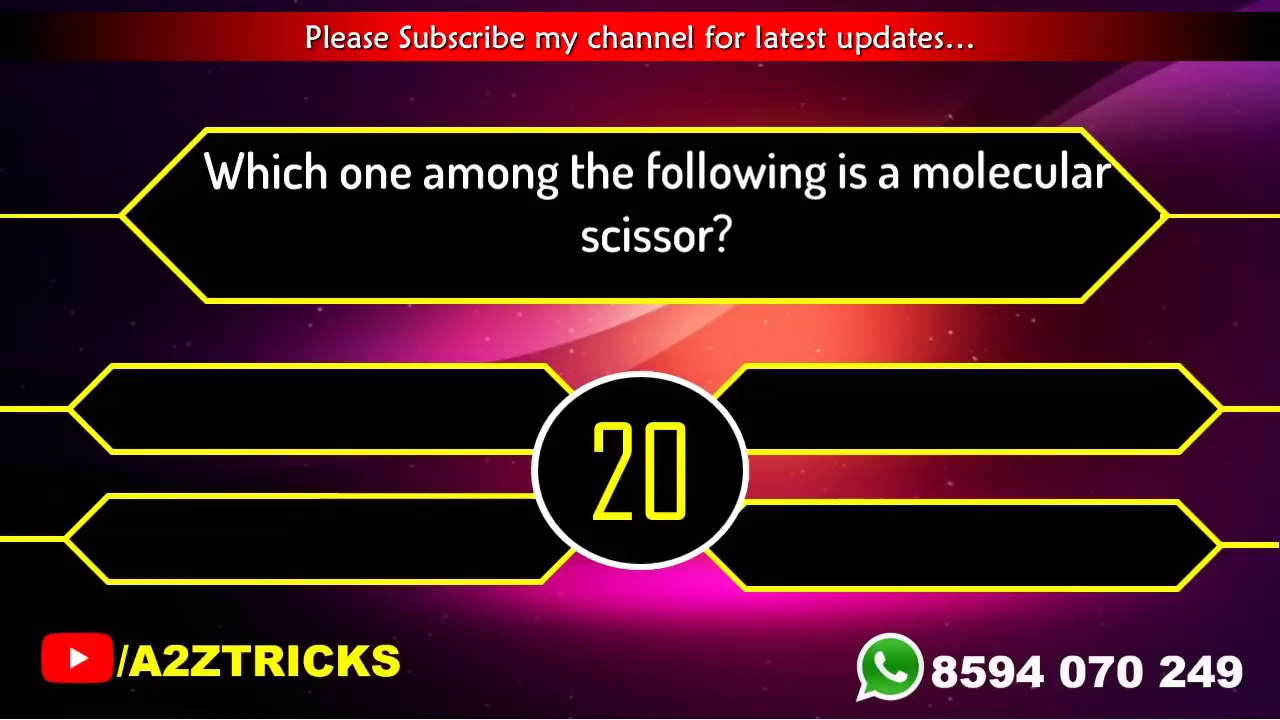 Please Subscribe my channel for latest updates...
Which one among the following is a molecular
scissor?
20
/A2ZTRICKS
8594 070 249